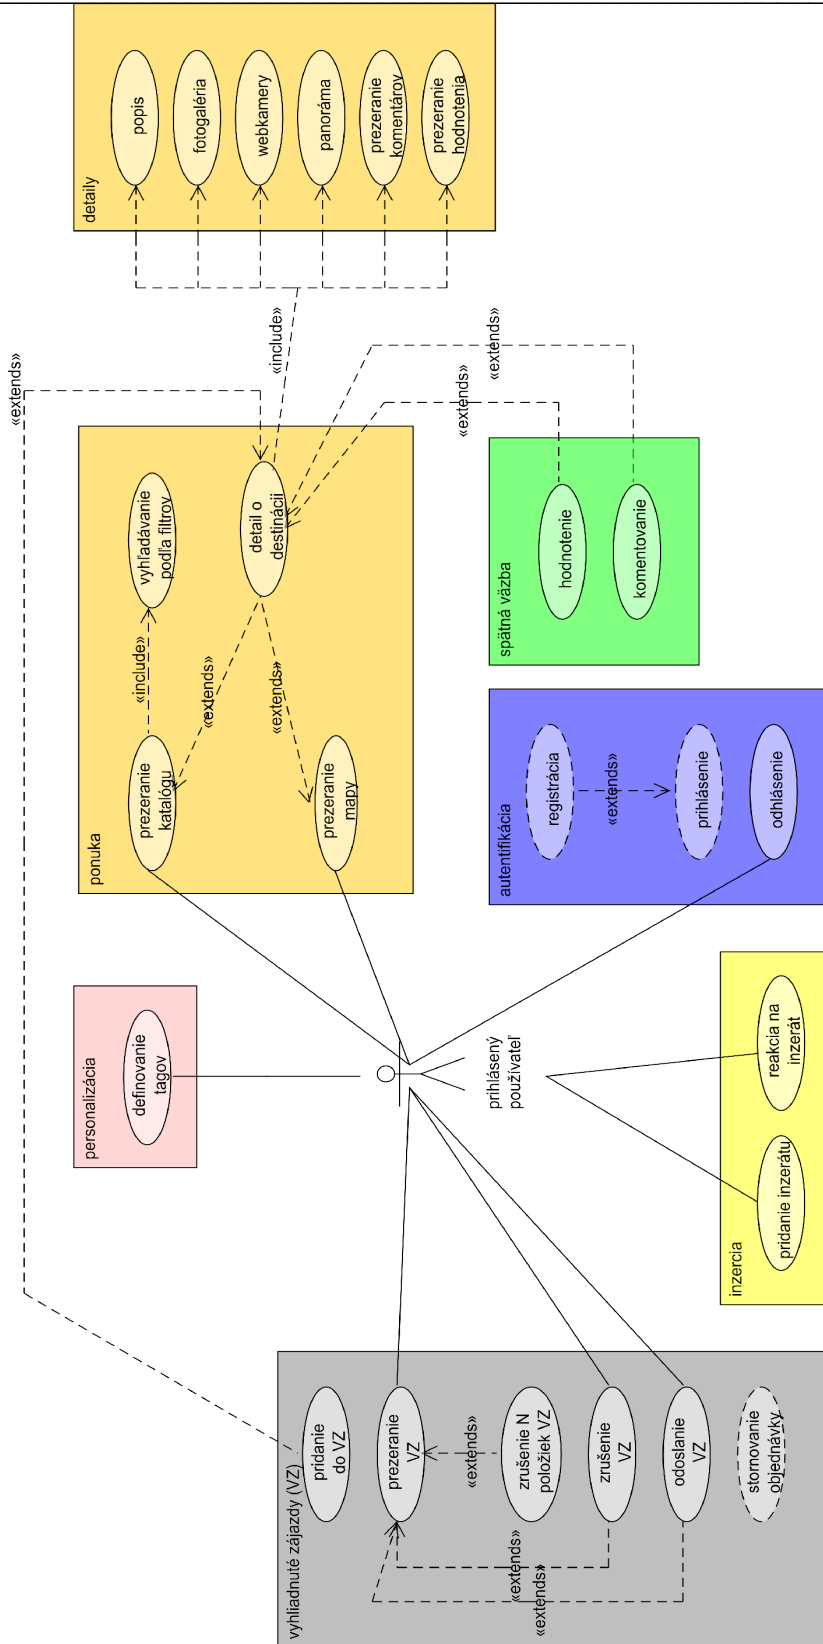 vyhliadnuté zájazdy (VZ)
pridanie
do VZ
prezeranie
VZ
«extends»
zrušenie N
položiek VZ
zrušenie
VZ
odoslanie
VZ
stornovanie
objednávky
«extends»
«extends»
personalizácia
definovanie
tagov
prihlásený
používateľ
inzercia
pridanie inzerátu
reakcia na
inzerát
ponuka
prezeranie
katalógu
«include»
vyhľadávanie
podľa filtrov
«extends»
«extends»
prezeranie
mapy
detail o
destinácii
autentifikácia
registrácia
«extends»
prihlásenie
odhlásenie
spätná väzba
hodnotenie
komentovanie
«extends»
«include»
«extends»
«extends»
detaily
popis
fotogaléria
webkamery
panoráma
prezeranie
komentárov
prezeranie
hodnotenia